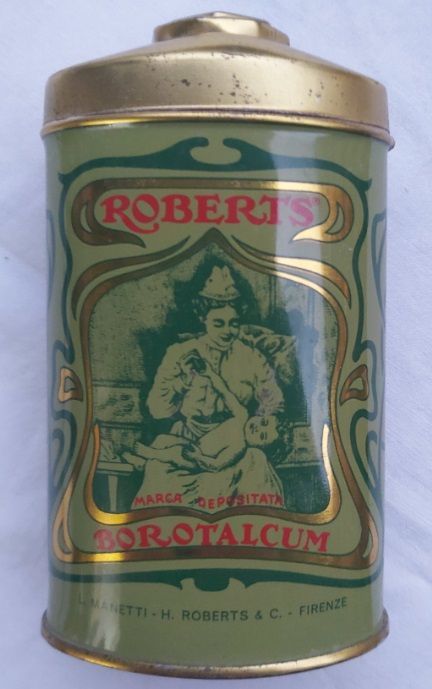 ROBERTS®
MARCA DEPOSITATA
BOROTALCUM
L. MANETTI - H. ROBERTS & C. - FIRENZE